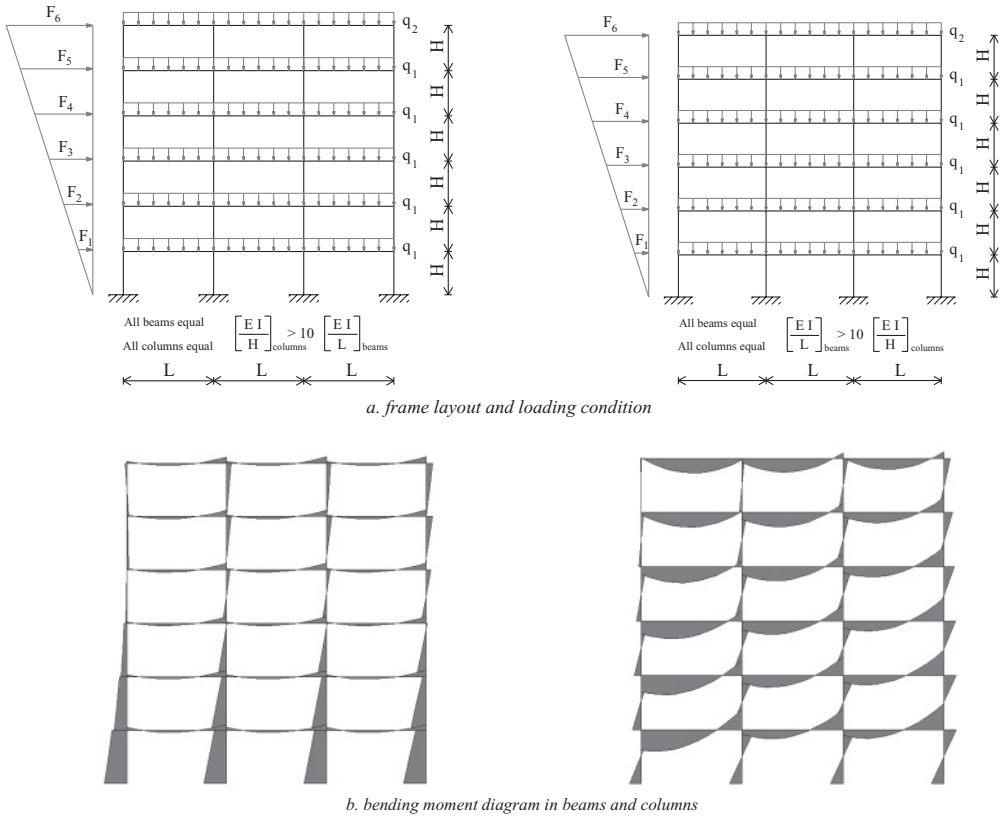 F6
q2
F5
q1
F4
q1
F3
q1
F2
q1
F1
q1
H
H
H
H
H
H
All beams equal
All columns equal
[E I / H] columns > 10 [E I / L] beams
L L L
F6
q2
F5
q1
F4
q1
F3
q1
F2
q1
F1
q1
H
H
H
H
H
H
All beams equal
All columns equal
[E I / L] beams > 10 [E I / H] columns
L L L
a. frame layout and loading condition
b. bending moment diagram in beams and columns